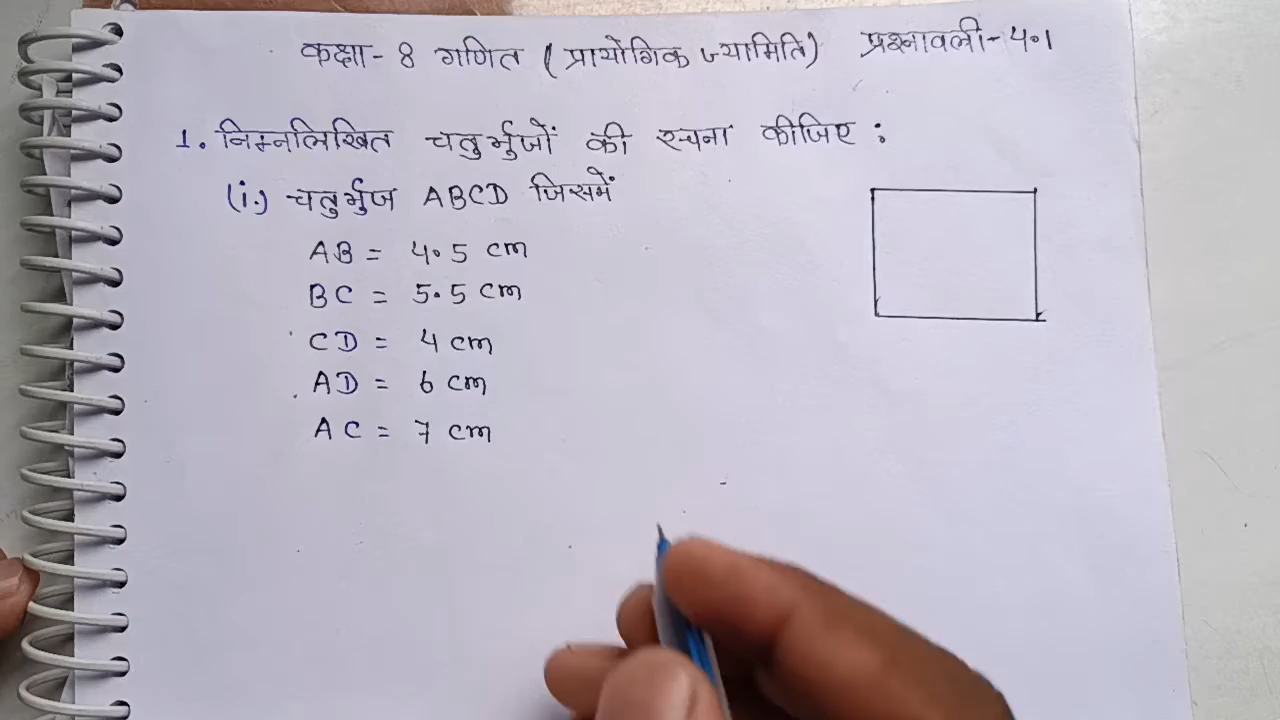 कक्षा - 8 गणित ( प्रायोगिक ज्यामिति) प्रश्नावली - 4.1
1. निम्नलिखित चतुर्भुजों की रचना कीजिए :
(i.) चतुर्भुज ABCD जिसमें
AB = 4.5 cm
BC = 5.5 cm
CD = 4 cm
AD = 6 cm
AC = 7 cm